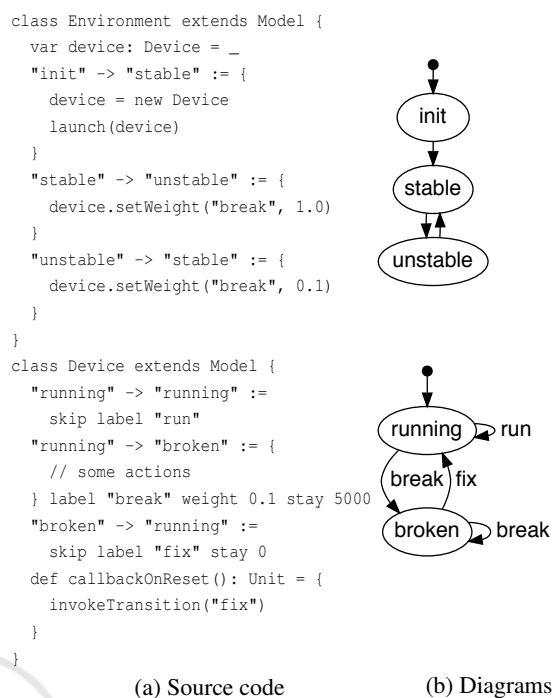 class Environment extends Model {
var device: Device = _
"init" -> "stable" := {
device = new Device
launch(device)
}
"stable" -> "unstable" := {
device.setWeight("break", 1.0)
}
"unstable" -> "stable" := {
device.setWeight("break", 0.1)
}
}
class Device extends Model {
"running" -> "running" :=
skip label "run"
"running" -> "broken" := {
// some actions
} label "break" weight 0.1 stay 5000
"broken" -> "running" :=
skip label "fix" stay 0
def callbackOnReset(): Unit = {
invokeTransition("fix")
}
}
(a) Source code
init
stable
unstable
running
run
break
fix
broken
break
(b) Diagrams